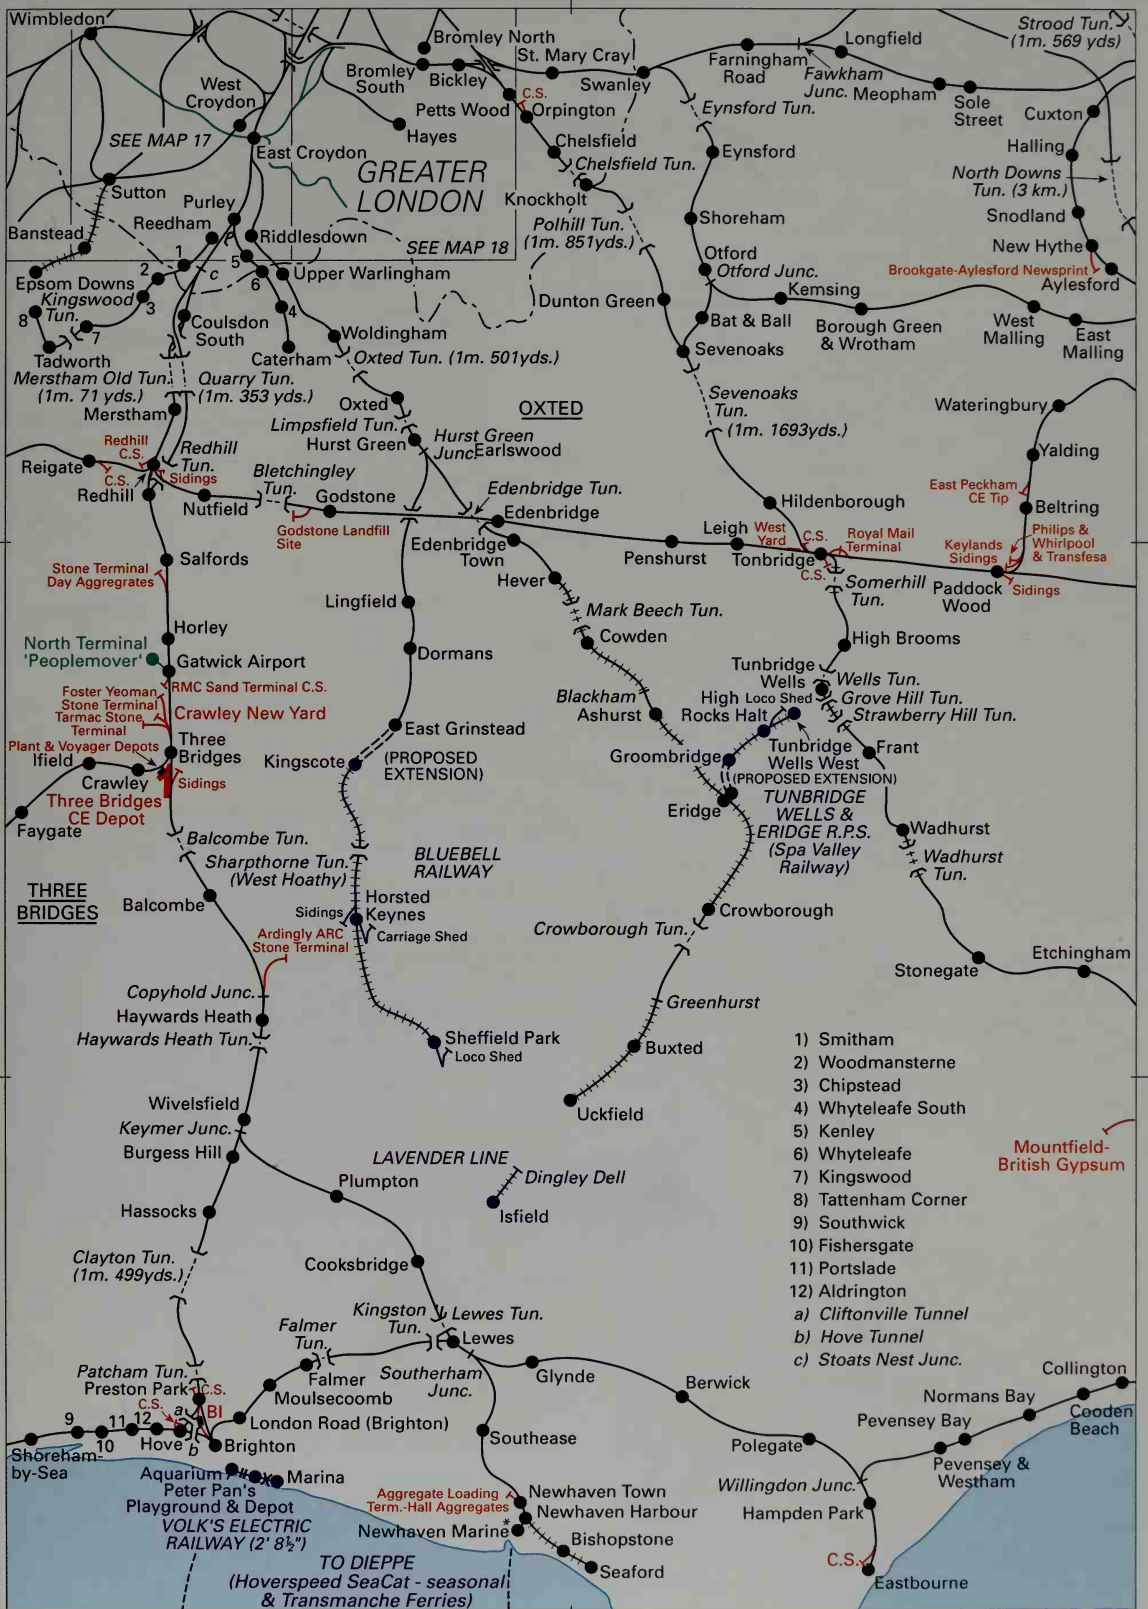 Wimbledon
Bromley North
St. Mary Cray
Strood Tun.
(1m. 569 yds)
Longfield
Farningham
Road
Fawkham
Junc.
Bromley
South
Bickley
Swanley
Meopham
Sole
Street
West
Croydon
Petts Wood
C.S.
Orpington
Eynsford Tun.
Cuxton
Hayes
SEE MAP 17
East Croydon
Chelsfield
Chelsfield Tun.
Eynsford
Halling
GREATER
LONDON
North Downs
Tun. (3 km.)
Sutton
Knockholt
Purley
Reedham
Banstead
Riddlesdown
SEE MAP 18
Polhill Tun.
(1m. 851yds.)
Shoreham
Snodland
New Hythe
Otford
Otford Junc.
Brookgate-Aylesford Newsprint
Aylesford
1
2
3
c
5
6
4
Upper Warlingham
Epsom Downs
Kingswood
Tun.
8
7
Kemsing
Dunton Green
Bat & Ball
Borough Green
& Wrotham
West
Malling
East
Malling
Coulsdon
South
Woldingham
Tadworth
Caterham
Oxted Tun. (1m. 501yds.)
Sevenoaks
Merstham Old Tun.
(1m. 71 yds.)
Quarry Tun.
(1m. 353 yds.)
Merstham
Oxted
OXTED
Sevenoaks
Tun.
(1m. 1693yds.)
Wateringbury
Limpsfield Tun.
Hurst Green
Hurst Green
Junc.
Earlswood
Redhill
C.S.
Redhill
Tun.
Reigate
C.S.
Sidings
Redhill
Nutfield
Bletchingley
Tun.
Godstone
Godstone Landfill
Site
Edenbridge Tun.
Edenbridge
Yalding
East Peckham
CE Tip
Beltring
Hildenborough
Leigh
West
Yard
C.S.
Royal Mail
Terminal
Tonbridge
C.S.
Philips &
Whirlpool
& Transfesa
Keylands
Sidings
Edenbridge
Town
Penshurst
Salfords
Stone Terminal
Day Aggregrates
Hever
Somerhill
Tun.
Paddock
Wood
Sidings
Lingfield
Mark Beech Tun.
Horley
North Terminal
'Peoplemover'
Gatwick Airport
Dormans
Cowden
High Brooms
Tunbridge
Wells
Wells Tun.
Grove Hill Tun.
Strawberry Hill Tun.
RMC Sand Terminal C.S.
Foster Yeoman
Stone Terminal
Tarmac Stone
Terminal
Crawley New Yard
Blackham
Ashurst
High
Rocks Halt
Loco Shed
Plant & Voyager Depots
Three
Bridges
East Grinstead
Ifield
Crawley
Kingscote
(PROPOSED
EXTENSION)
Groombridge
Tunbridge
Wells West
(PROPOSED EXTENSION)
Frant
Sidings
Three Bridges
CE Depot
Faygate
Eridge
TUNBRIDGE
WELLS &
ERIDGE R.P.S.
(Spa Valley
Railway)
Wadhurst
Wadhurst
Tun.
Balcombe Tun.
Sharpthorne Tun.
(West Hoathy)
BLUEBELL
RAILWAY
THREE
BRIDGES
Balcombe
Horsted
Keynes
Sidings
Carriage Shed
Crowborough
Crowborough Tun.
Ardingly ARC
Stone Terminal
Stonegate
Etchingham
Copyhold Junc.
Haywards Heath
Haywards Heath Tun.
Greenhurst
Sheffield Park
Loco Shed
Buxted
Uckfield
1) Smitham
2) Woodmansterne
3) Chipstead
4) Whyteleafe South
5) Kenley
6) Whyteleafe
7) Kingswood
8) Tattenham Corner
9) Southwick
10) Fishersgate
11) Portslade
12) Aldrington
a) Cliftonville Tunnel
b) Hove Tunnel
c) Stoats Nest Junc.
Wivelsfield
Keymer Junc.
Burgess Hill
Mountfield-
British Gypsum
LAVENDER LINE
Dingley Dell
Isfield
Plumpton
Hassocks
Clayton Tun.
(1m. 499yds.)
Cooksbridge
Kingston
Tun.
Lewes Tun.
Falmer
Tun.
Lewes
Falmer
Southerham
Junc.
Glynde
Patcham Tun.
Preston Park
C.S.
Moulsecoomb
Berwick
Collington
Normans Bay
Cooden
Beach
Pevensey Bay
C.S.
a
BI
London Road (Brighton)
9
10
11
12
Hove
b
Brighton
Shoreham-
by-Sea
Southease
Polegate
Pevensey &
Westham
Willingdon Junc.
Aquarium
Marina
Peter Pan's
Playground & Depot
VOLK'S ELECTRIC
RAILWAY (2' 8½")
Aggregate Loading
Term.-Hall Aggregates
Newhaven Town
Newhaven Harbour
Newhaven Marine*
Hampden Park
Bishopstone
Seaford
C.S.
Eastbourne
TO DIEPPE
(Hoverspeed SeaCat - seasonal
& Transmanche Ferries)